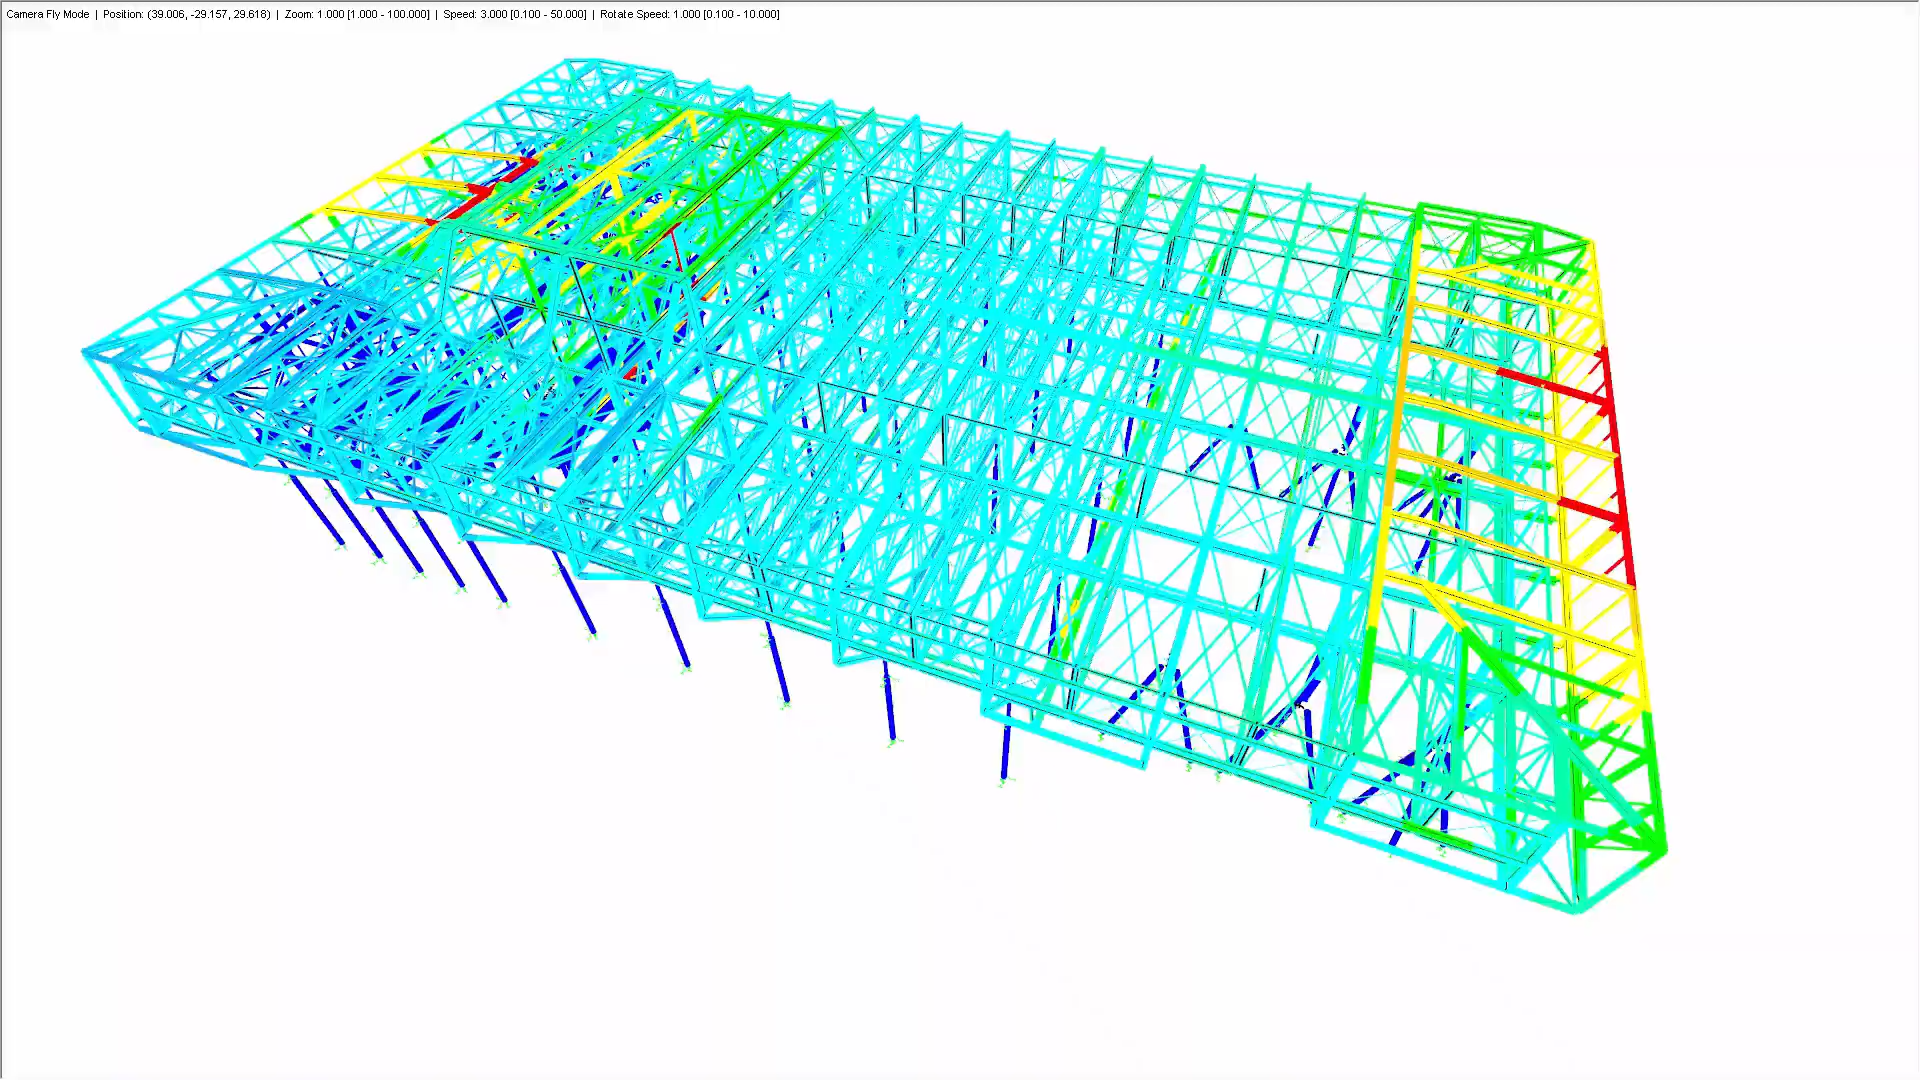 Camera Fly Mode | Position: (39.006, -29.157, 29.618) | Zoom: 1.000 [1.000 - 100.000] | Speed: 3.000 [0.100 - 50.000] | Rotate Speed: 1.000 [0.100 - 10.000]